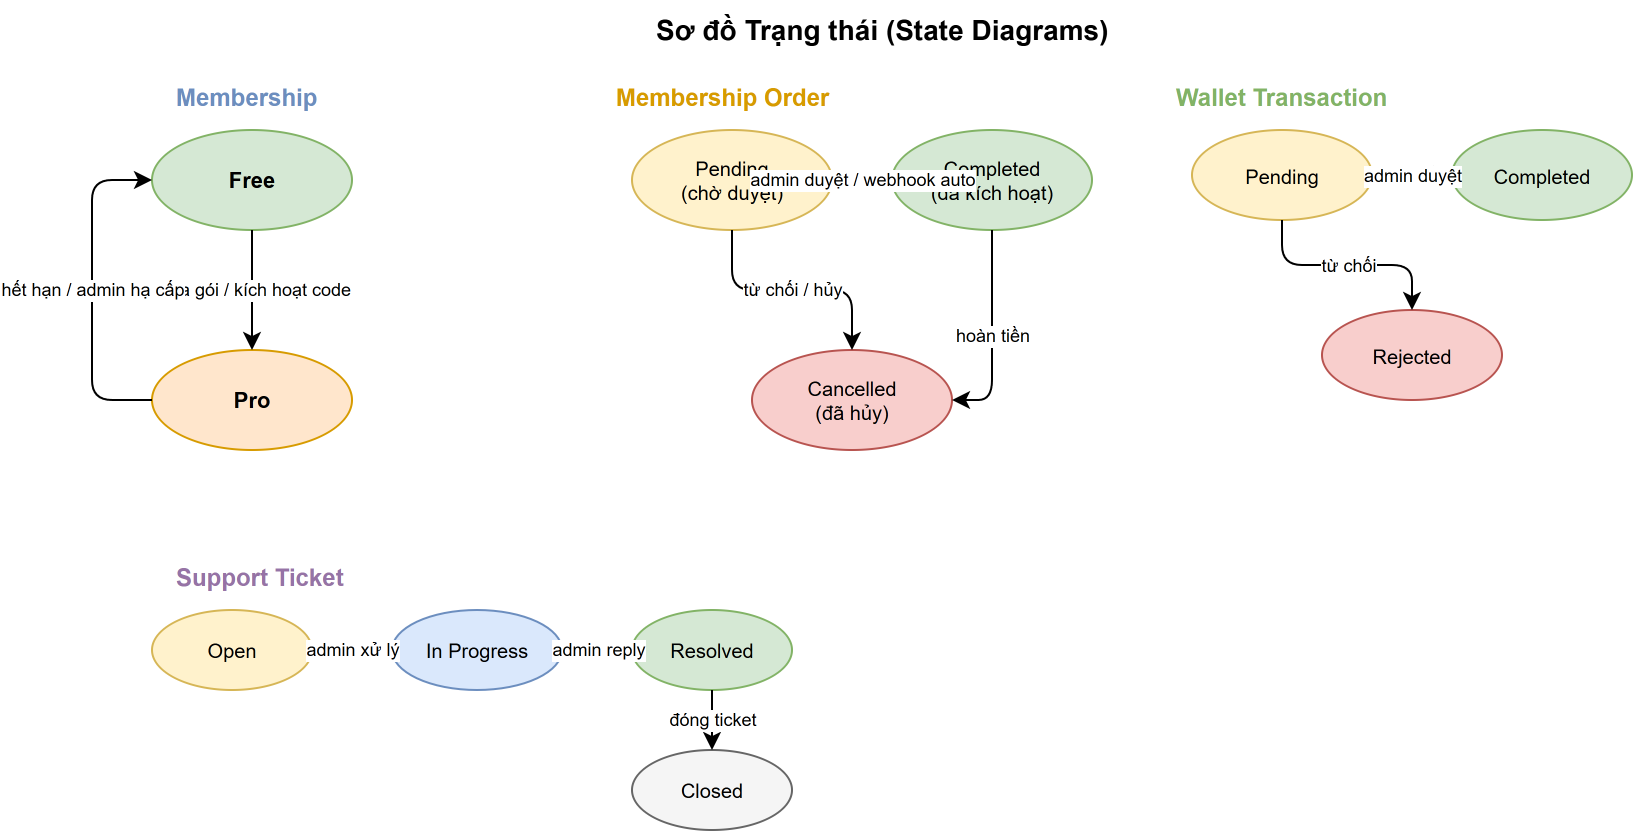 Sơ đồ Trạng thái (State Diagrams)
Membership
Free
hết hạn / admin hạ cấp
gói / kích hoạt code
Pro
Membership Order
Pending
(chờ duyệt)
admin duyệt / webhook auto
Completed
(đã kích hoạt)
từ chối / hủy
hoàn tiền
Cancelled
(đã hủy)
Wallet Transaction
Pending
admin duyệt
Completed
từ chối
Rejected
Support Ticket
Open
admin xử lý
In Progress
admin reply
Resolved
đóng ticket
Closed